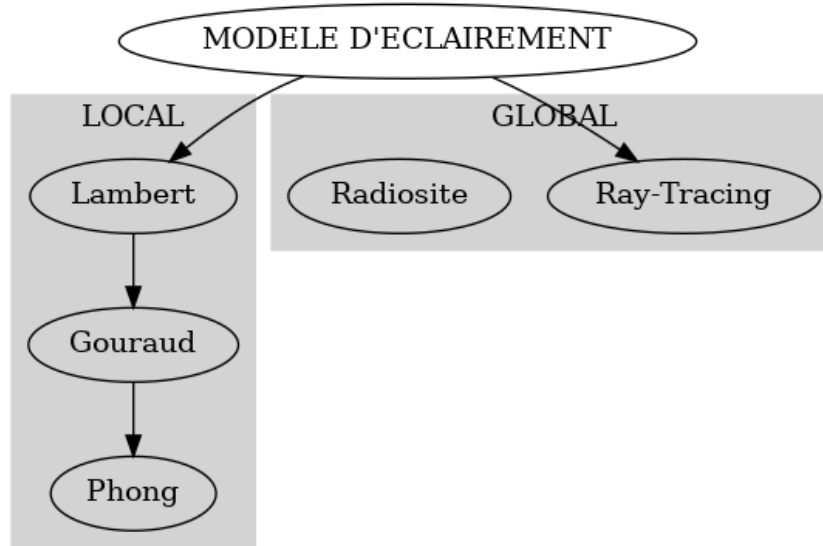 MODELE D'ECLAIREMENT
LOCAL
GLOBAL
Lambert
Radiosite
Ray-Tracing
Gouraud
Phong